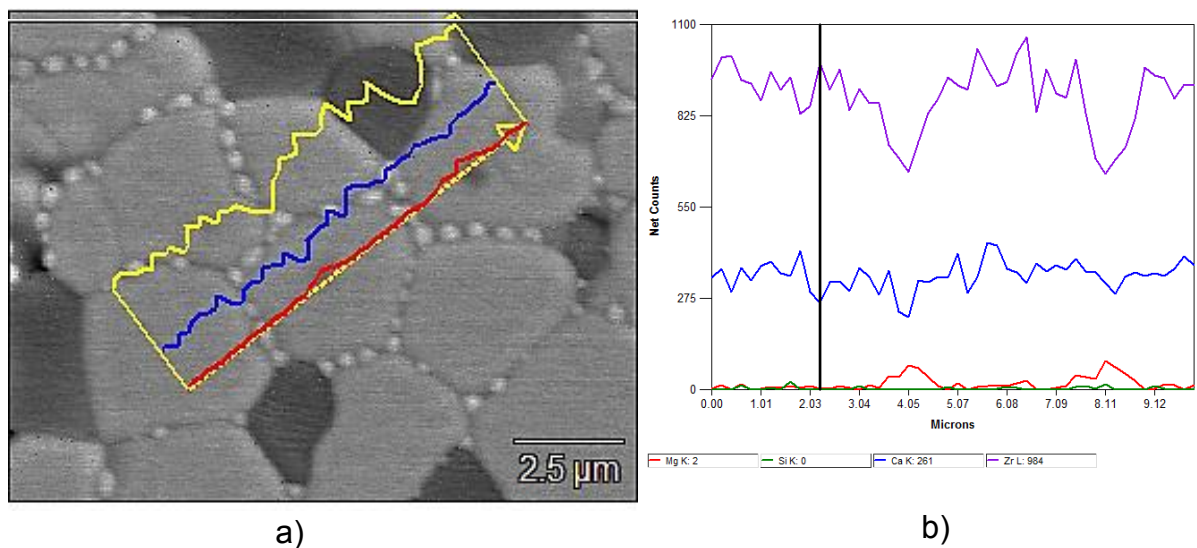 2.5 µm
a)
1100
825
550
275
0
Net Counts
0.00 1.01 2.03 3.04 4.05 5.07 6.08 7.09 8.11 9.12
Microns
Mg K: 2 Si K: 0 Ca K: 261 Zr L: 984
b)